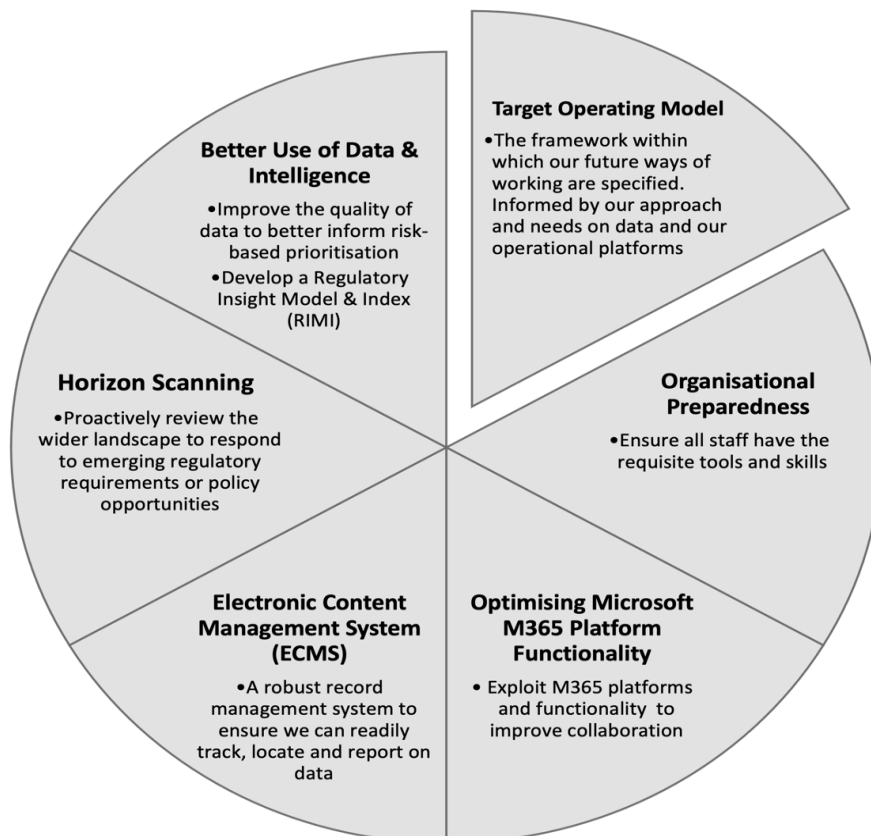 Target Operating Model
•The framework within
which our future ways of
working are specified.
Informed by our approach
and needs on data and our
operational platforms
Organisational
Preparedness
•Ensure all staff have the
requisite tools and skills
Optimising Microsoft
M365 Platform
Functionality
• Exploit M365 platforms
and functionality to
improve collaboration
Electronic Content
Management System
(ECMS)
•A robust record
management system to
ensure we can readily
track, locate and report on
data
Horizon Scanning
•Proactively review the
wider landscape to respond
to emerging regulatory
requirements or policy
opportunities
Better Use of Data &
Intelligence
•Improve the quality of
data to better inform risk-
based prioritisation
•Develop a Regulatory
Insight Model & Index
(RIMI)